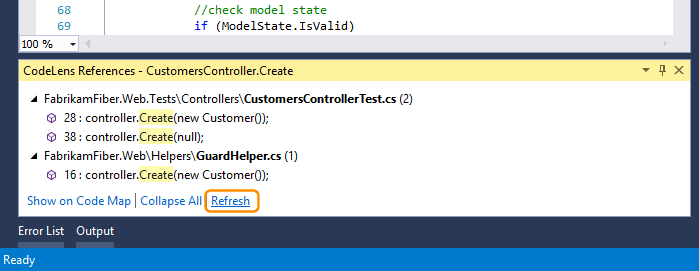 68 //check model state
69 if (ModelState.IsValid)
100 %
CodeLens References - CustomersController.Create
FabrikamFiber.Web.Tests\Controllers\CustomersControllerTest.cs (2)
28 : controller.Create(new Customer());
38 : controller.Create(null);
FabrikamFiber.Web\Helpers\GuardHelper.cs (1)
16 : controller.Create(new Customer());
Show on Code Map | Collapse All | Refresh
Error List Output
Ready